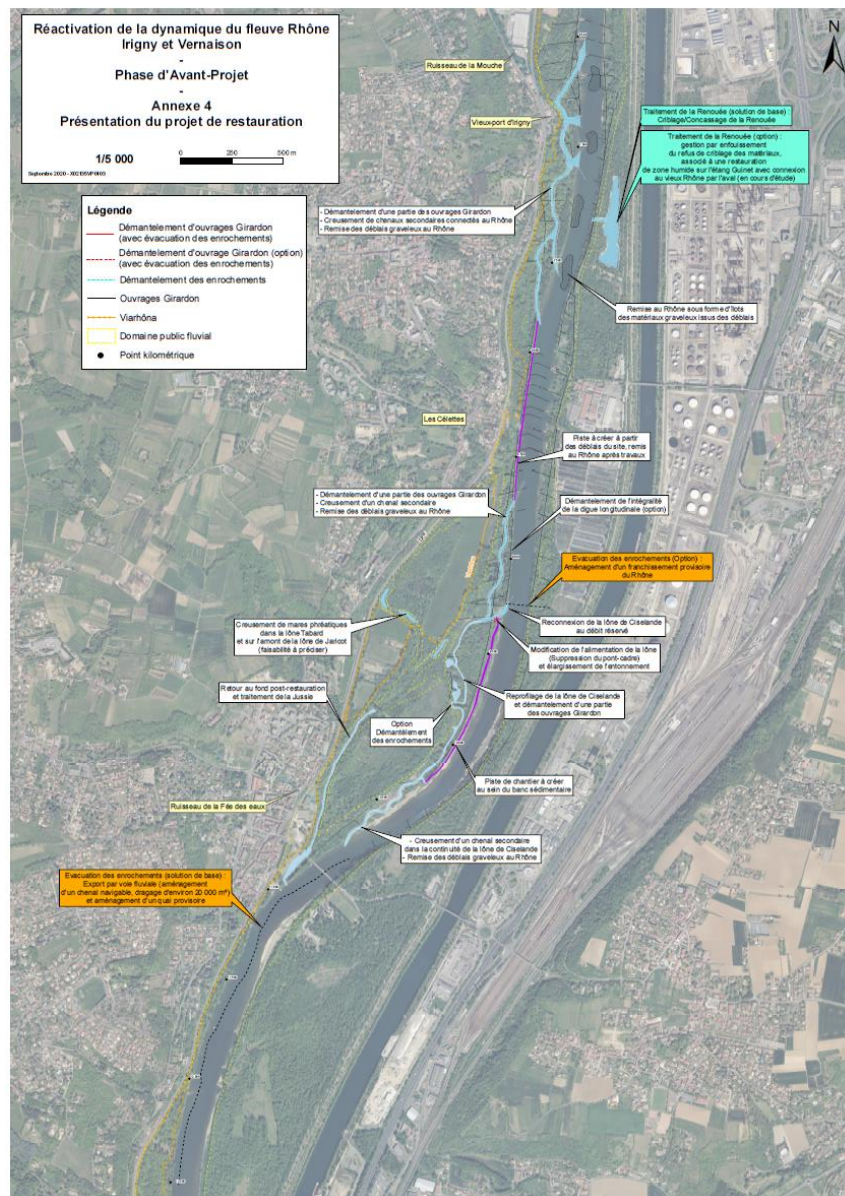 Réactivation de la dynamique du fleuve Rhône
Irigny et Vernaison
-
Phase d'Avant-Projet
-
Annexe 4
Présentation du projet de restauration
1/5 000
0 250 500 m
Légende
Démantelement d'ouvrages Girardon
(avec évacuation des enrochements)
Démantelement d'ouvrage Girardon (option)
(avec évacuation des enrochements)
Démantelement des enrochements
Ouvrages Girardon
Viarhôna
Domaine public fluvial
Point kilométrique
N
Ruisseau de la Mouche
Vieux-port d'Irigny
Traitement de la Renouée (solution de base) :
Criblage/Concassage de la Renouée
Traitement de la Renouée (option) :
gestion par enfouissement
du refus de criblage des matériaux,
associé à une restauration
de zone humide sur l'étang Guinet avec connexion
au vieux Rhône par l'aval (en cours d'étude)
- Démantelement d'une partie des ouvrages Girardon
- Creusement de chenaux secondaires connectés au Rhône
- Remise des déblais graveleux au Rhône
Remise au Rhône sous forme d'îlots
des matériaux graveleux issus des déblais
Les Célettes
Piste à créer à partir
des déblais du site, remis
au Rhône après travaux
- Démantelement d'une partie des ouvrages Girardon
- Creusement d'un chenal secondaire
- Remise des déblais graveleux au Rhône
Démantelement de l'intégralité
de la digue longitudinale (option)
Evacuation des enrochements (Option) :
Aménagement d'un franchissement provisoire
du Rhône
Creusement de mares phréatiques
dans la lône Tabard
et sur l'amont de la lône de Jaricot
(faisabilité à préciser)
Reconnexion de la lône de Ciselande
au débit réservé
Modification de l'alimentation de la lône
(Suppression du pont-cadre)
et élargissement de l'entonnement
Retour au fond post-restauration
et traitement de la Jussie
Reprofilage de la lône de Ciselande
et démantelement d'une partie
des ouvrages Girardon
Option
Démantèlement
des enrochements
Piste de chantier à créer
au sein du banc sédimentaire
Ruisseau de la Fée des eaux
- Creusement d'un chenal secondaire
dans la continuité de la lône de Ciselande
- Remise des déblais graveleux au Rhône
Evacuation des enrochements (solution de base) :
Export par voie fluviale (aménagement
d'un chenal navigable, dragage d'environ 20 000 m³)
et aménagement d'un quai provisoire